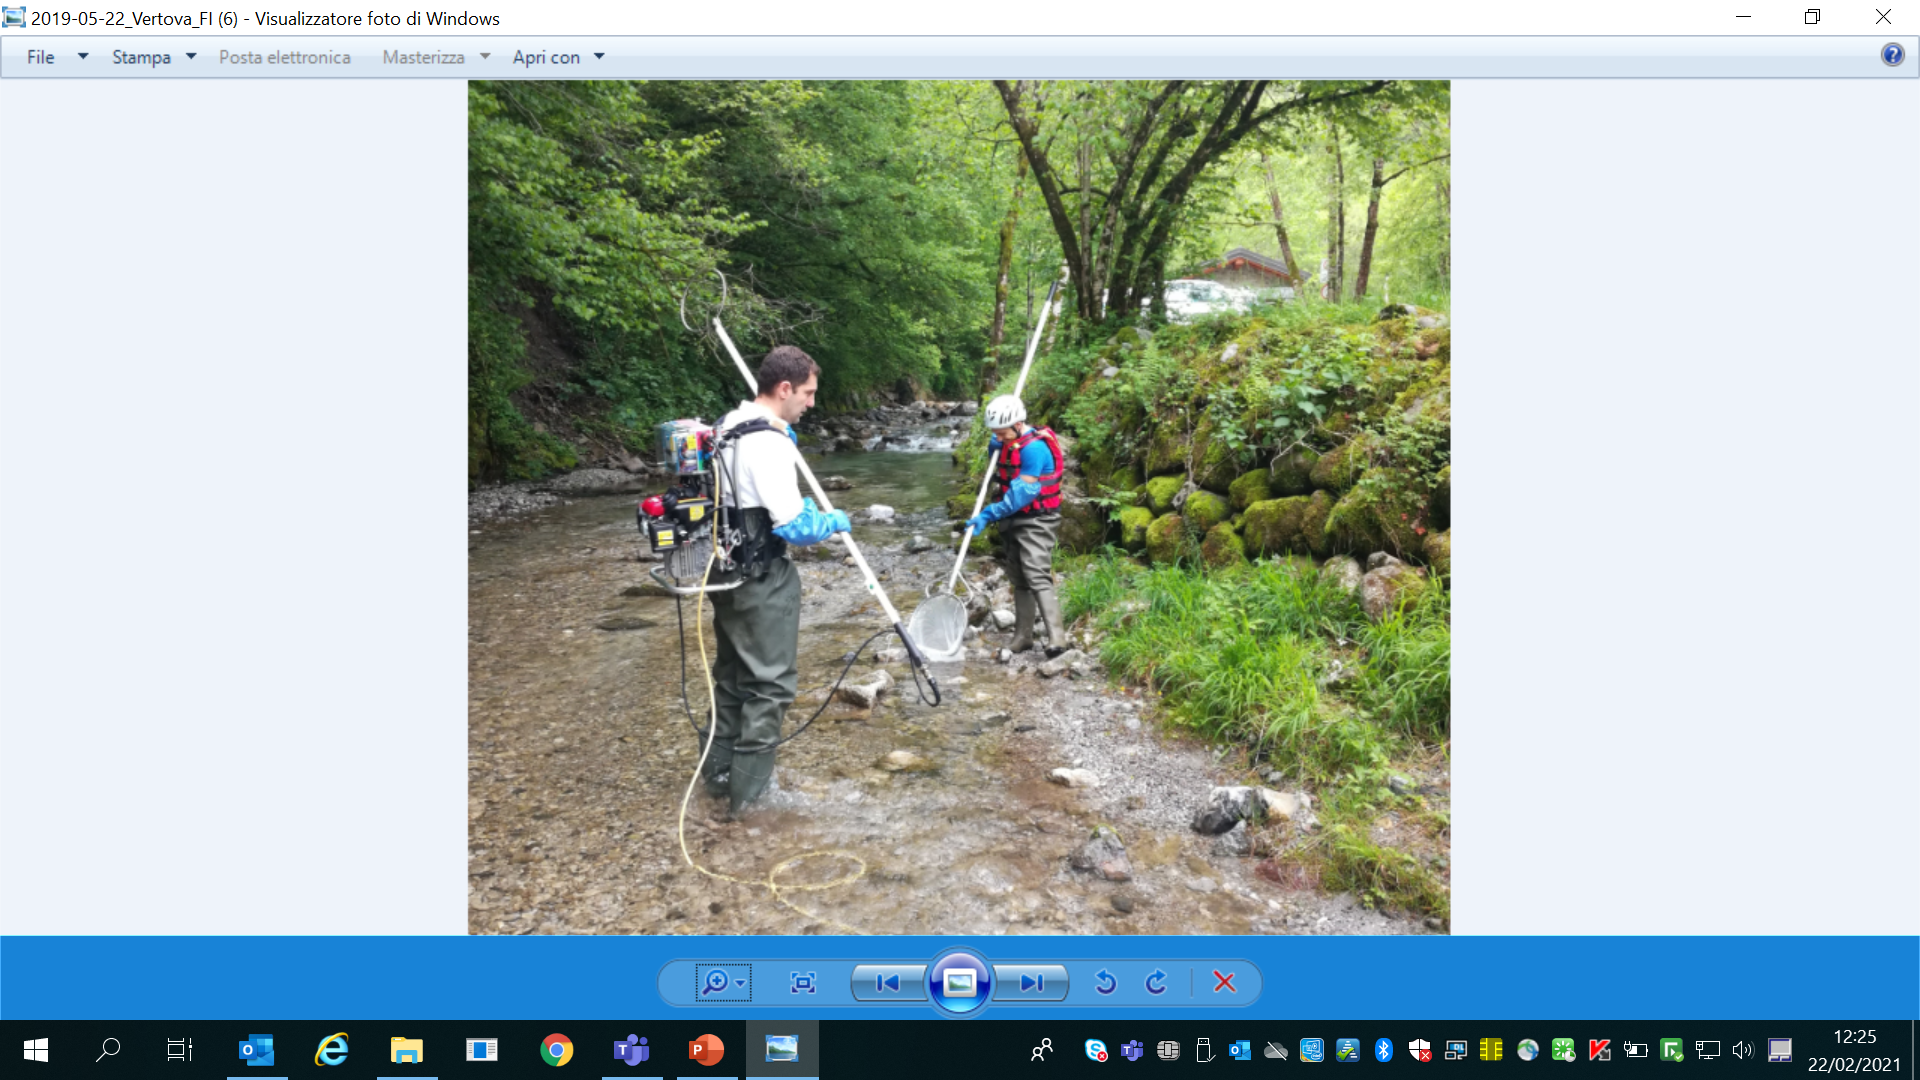 2019-05-22_Vertova_FI (6) - Visualizzatore foto di Windows
File Stampa Posta elettronica Masterizza Apri con
12:25
22/02/2021